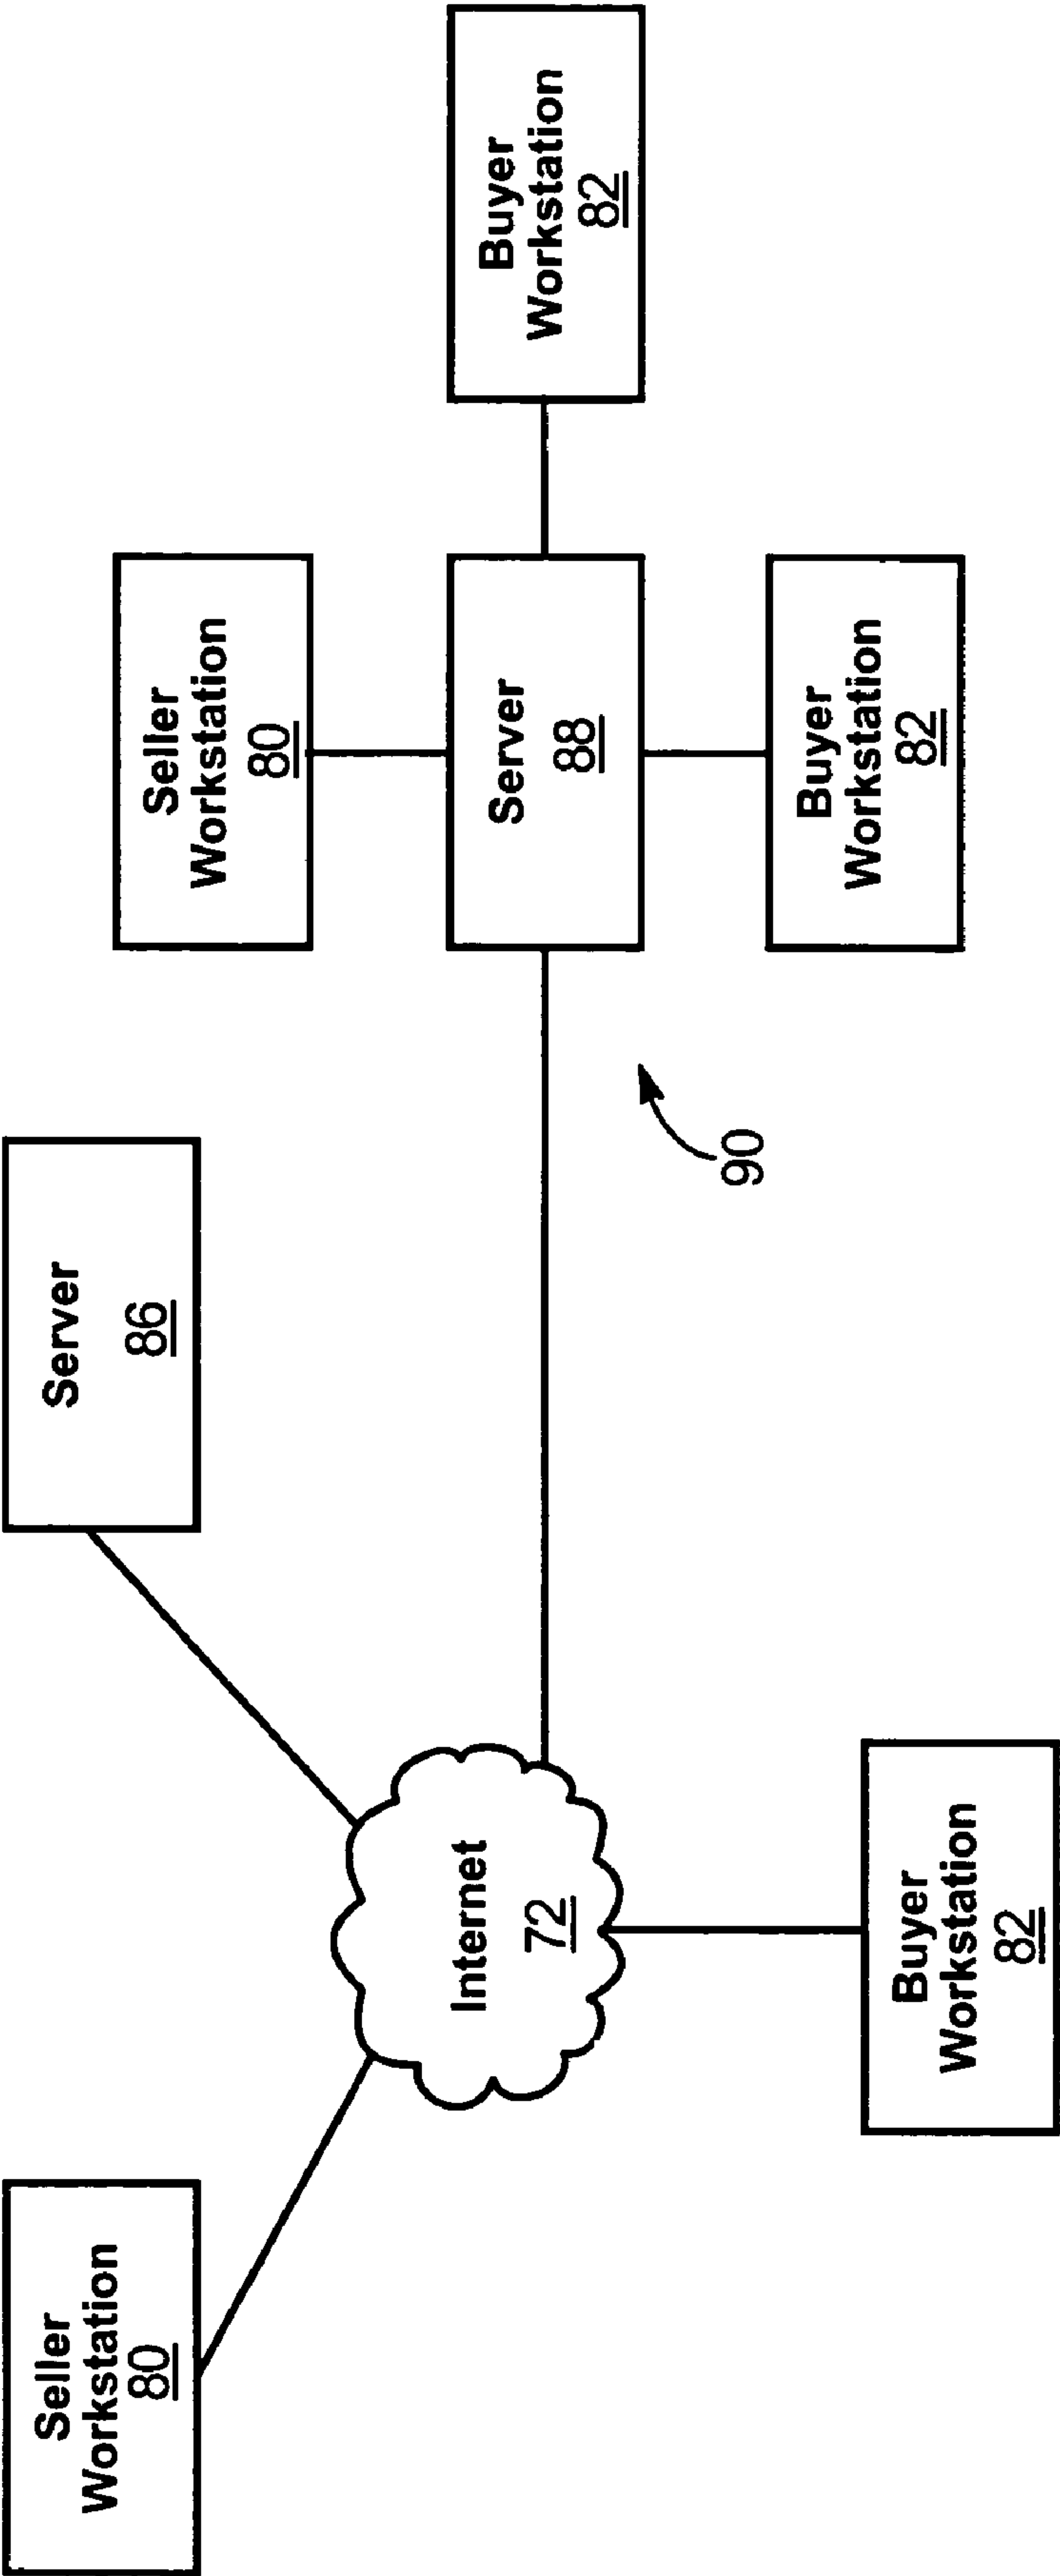 Seller
Workstation
80
Server
86
Internet
72
Buyer
Workstation
82
90
Seller
Workstation
80
Server
88
Buyer
Workstation
82
Buyer
Workstation
82